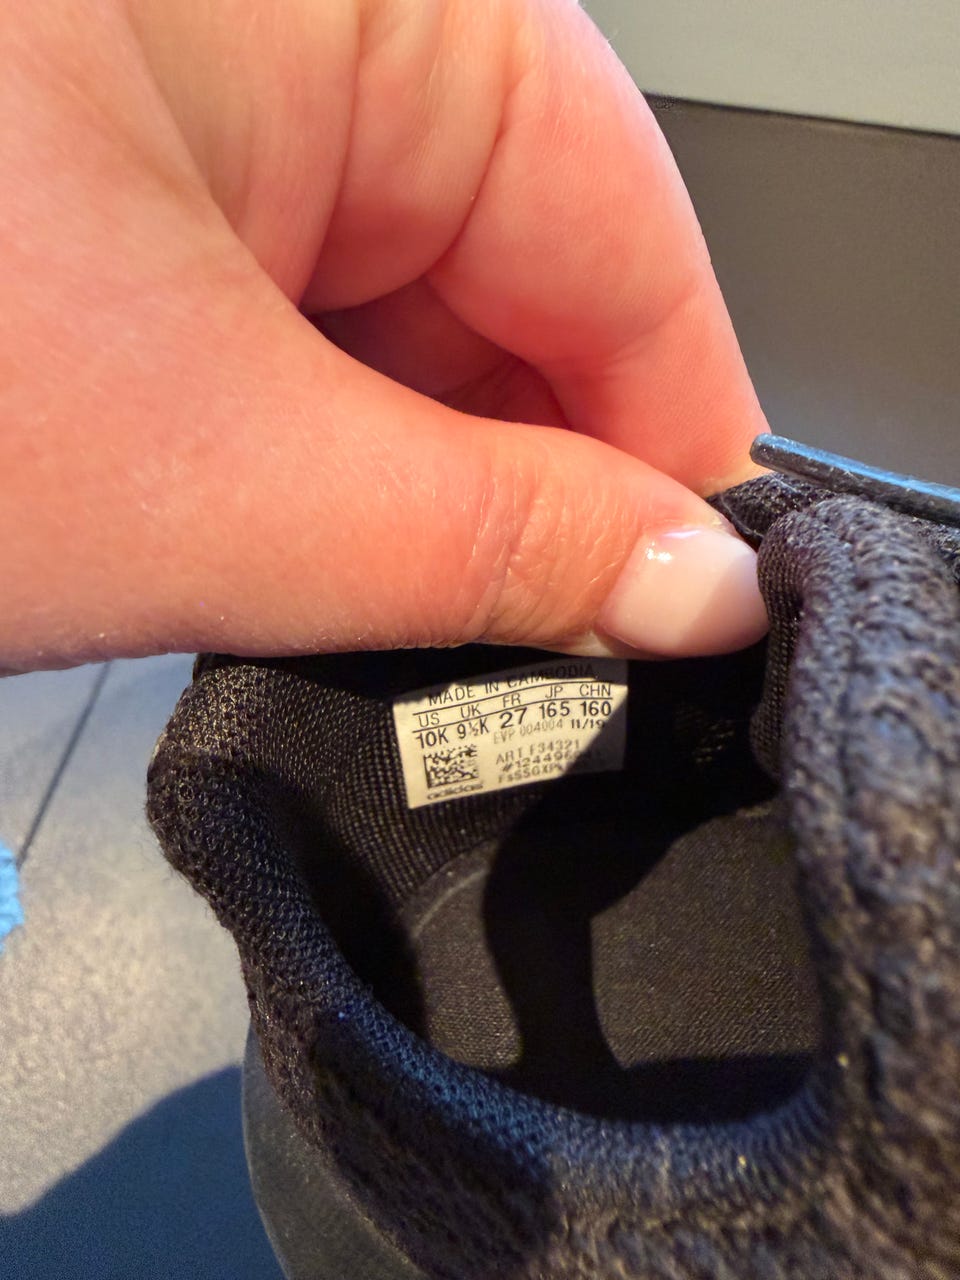 MADE IN CAMBODIA
US UK FR JP CHN
10K 9½K 27 165 160
EVP 004004 11/19
ART F34321
adidas